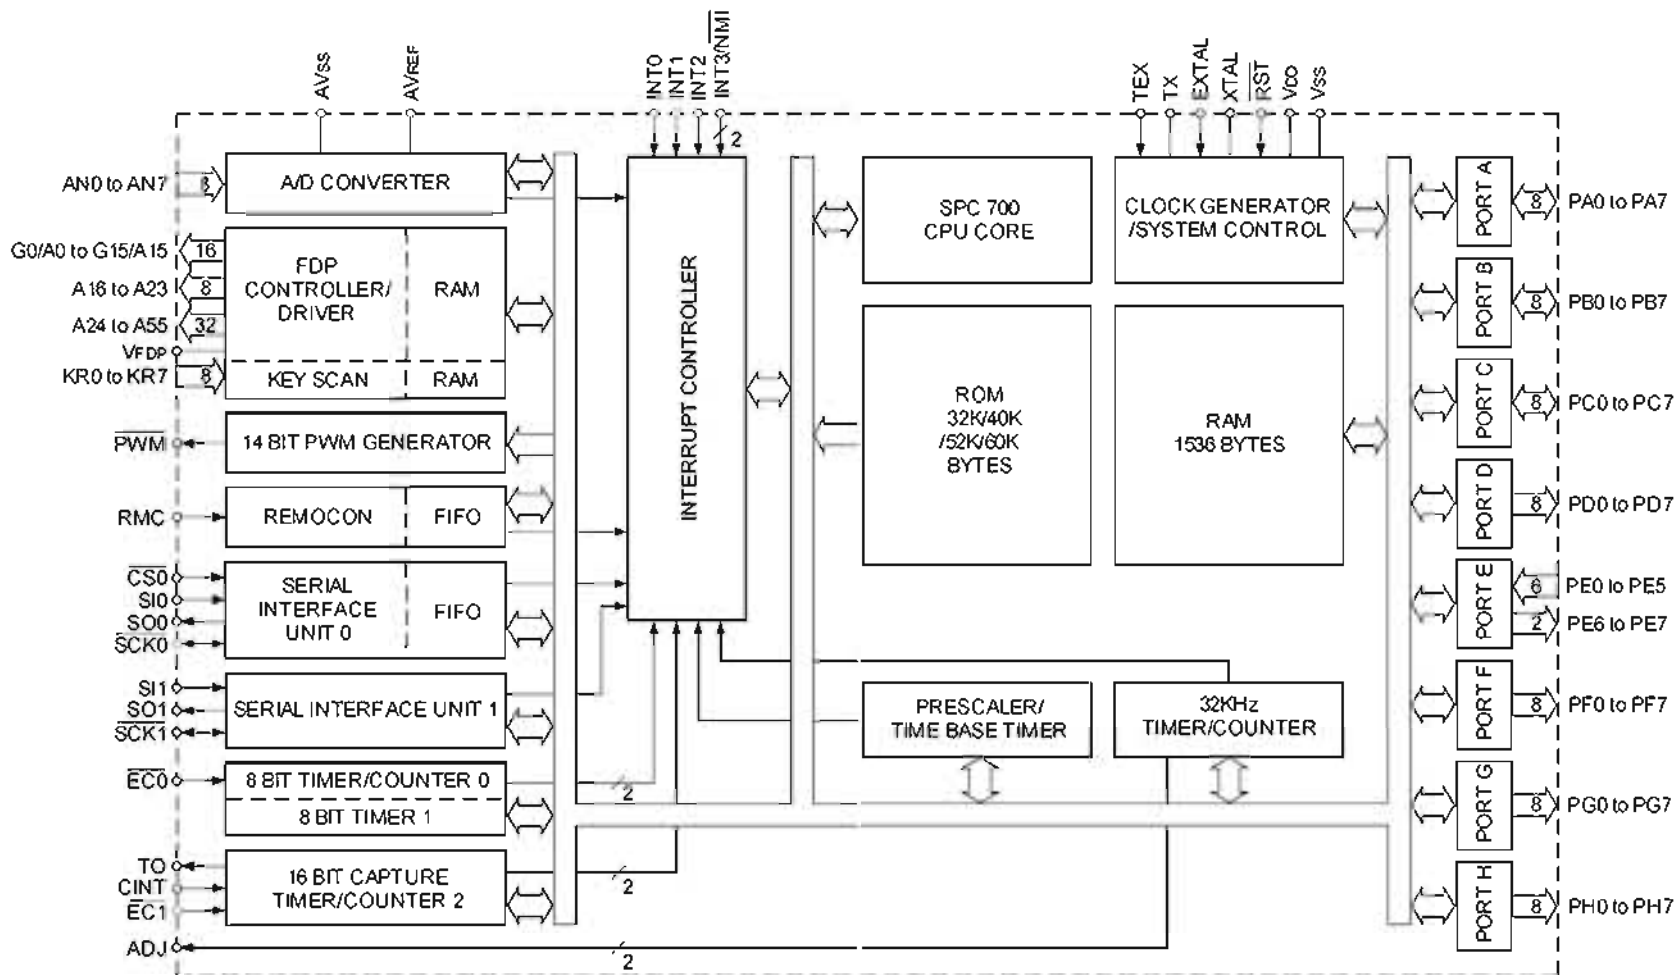 AVSS
AVREF
INT0
INT1
INT2
INT3/NMI
2
TEX
TX
EXTAL
XTAL
RST
VDD
VSS
AN0 to AN7
8
A/D CONVERTER
G0/A0 to G15/A15
16
A16 to A23
8
A24 to A55
32
VFDP
KR0 to KR7
8
FDP
CONTROLLER/
DRIVER
RAM
KEY SCAN
RAM
PWM
14 BIT PWM GENERATOR
RMC
REMOCON
FIFO
CS0
SI0
SO0
SCK0
SERIAL
INTERFACE
UNIT 0
FIFO
SI1
SO1
SCK1
SERIAL INTERFACE UNIT 1
EC0
8 BIT TIMER/COUNTER 0
2
8 BIT TIMER 1
TO
CINT
EC1
16 BIT CAPTURE
TIMER/COUNTER 2
2
ADJ
2
INTERRUPT CONTROLLER
SPC 700
CPU CORE
CLOCK GENERATOR
/SYSTEM CONTROL
ROM
32K/40K
/52K/60K
BYTES
RAM
1536 BYTES
PRESCALER/
TIME BASE TIMER
32KHz
TIMER/COUNTER
PORT A
8
PA0 to PA7
PORT B
8
PB0 to PB7
PORT C
8
PC0 to PC7
PORT D
8
PD0 to PD7
PORT E
6
PE0 to PE5
2
PE6 to PE7
PORT F
8
PF0 to PF7
PORT G
8
PG0 to PG7
PORT H
8
PH0 to PH7